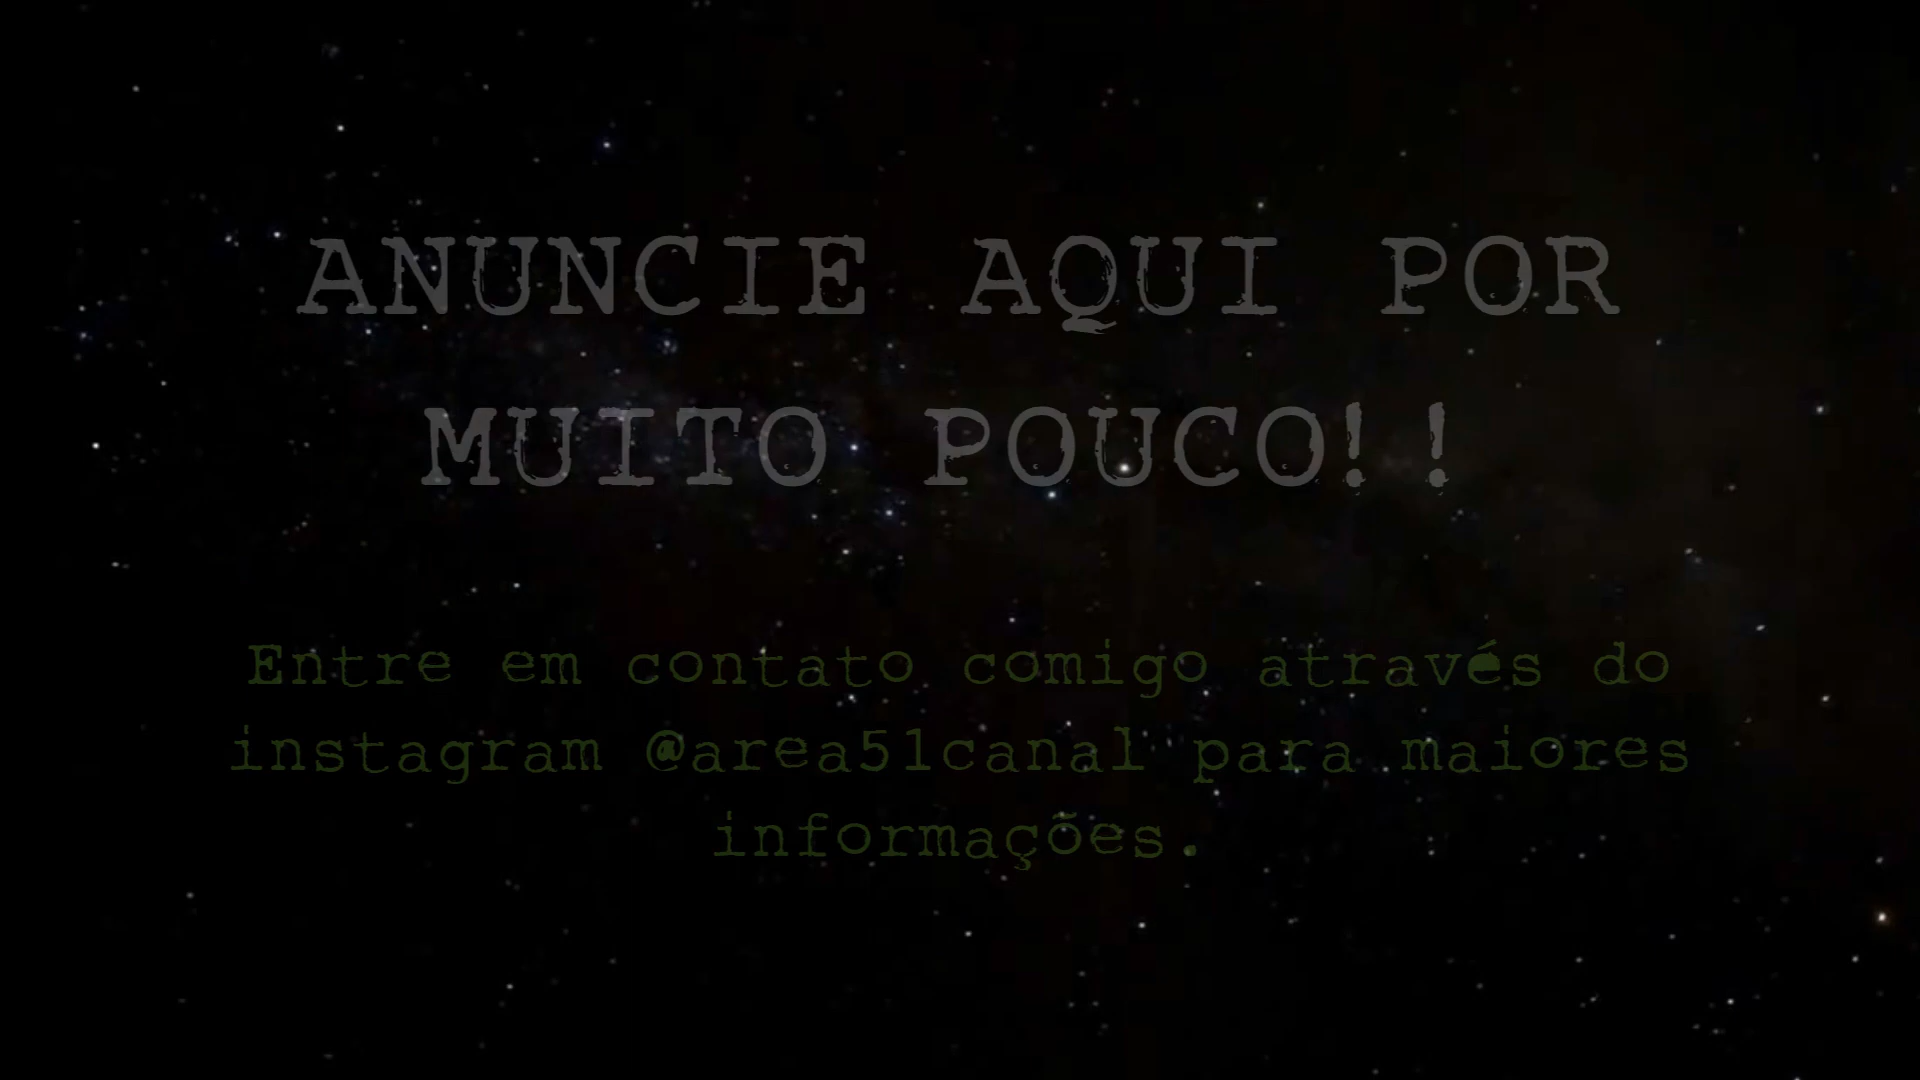 ANUNCIE AQUI POR
MUITO POUCO!!
Entre em contato comigo através do
instagram @area51canal para maiores
informações.